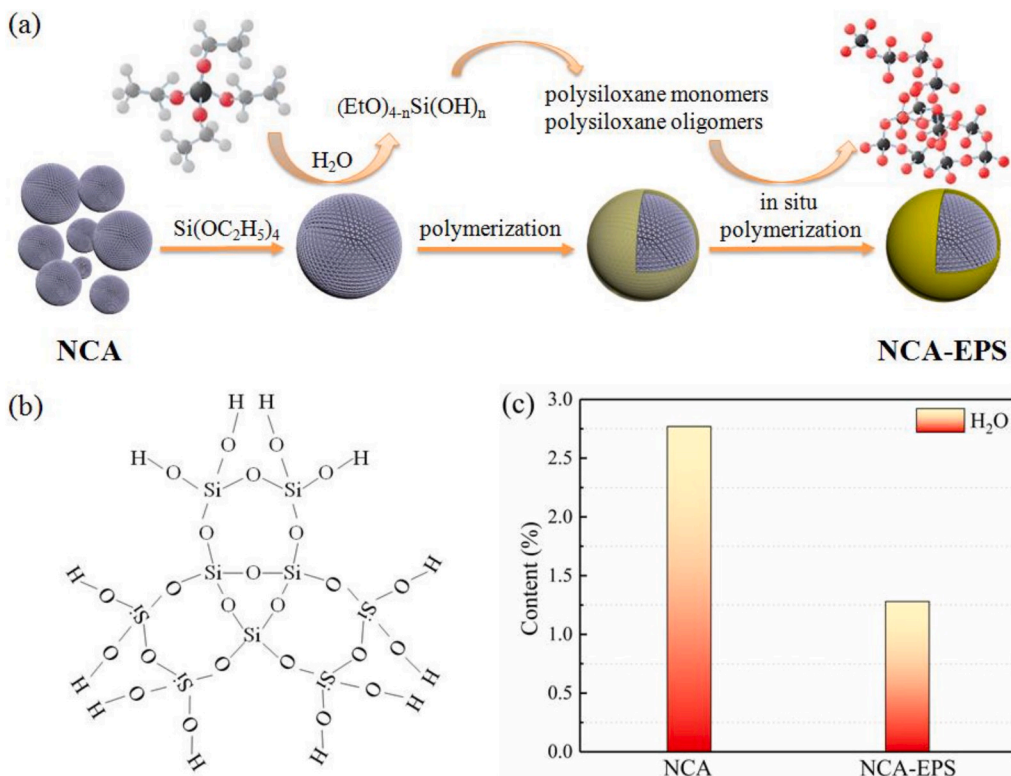 (a)
(EtO)₄₋ₙSi(OH)ₙ
polysiloxane monomers
polysiloxane oligomers
H₂O
Si(OC₂H₅)₄
polymerization
in situ
polymerization
NCA
NCA-EPS
(b)
H H
O O
H O O H
Si O Si
O O
Si O Si
H O O H
O O O O
Si Si Si
O O
H O O O O O O H
Si Si
H O O H
O O
H H
(c)
3.0
H₂O
2.5
2.0
1.5
1.0
0.5
0.0
Content (%)
NCA
NCA-EPS